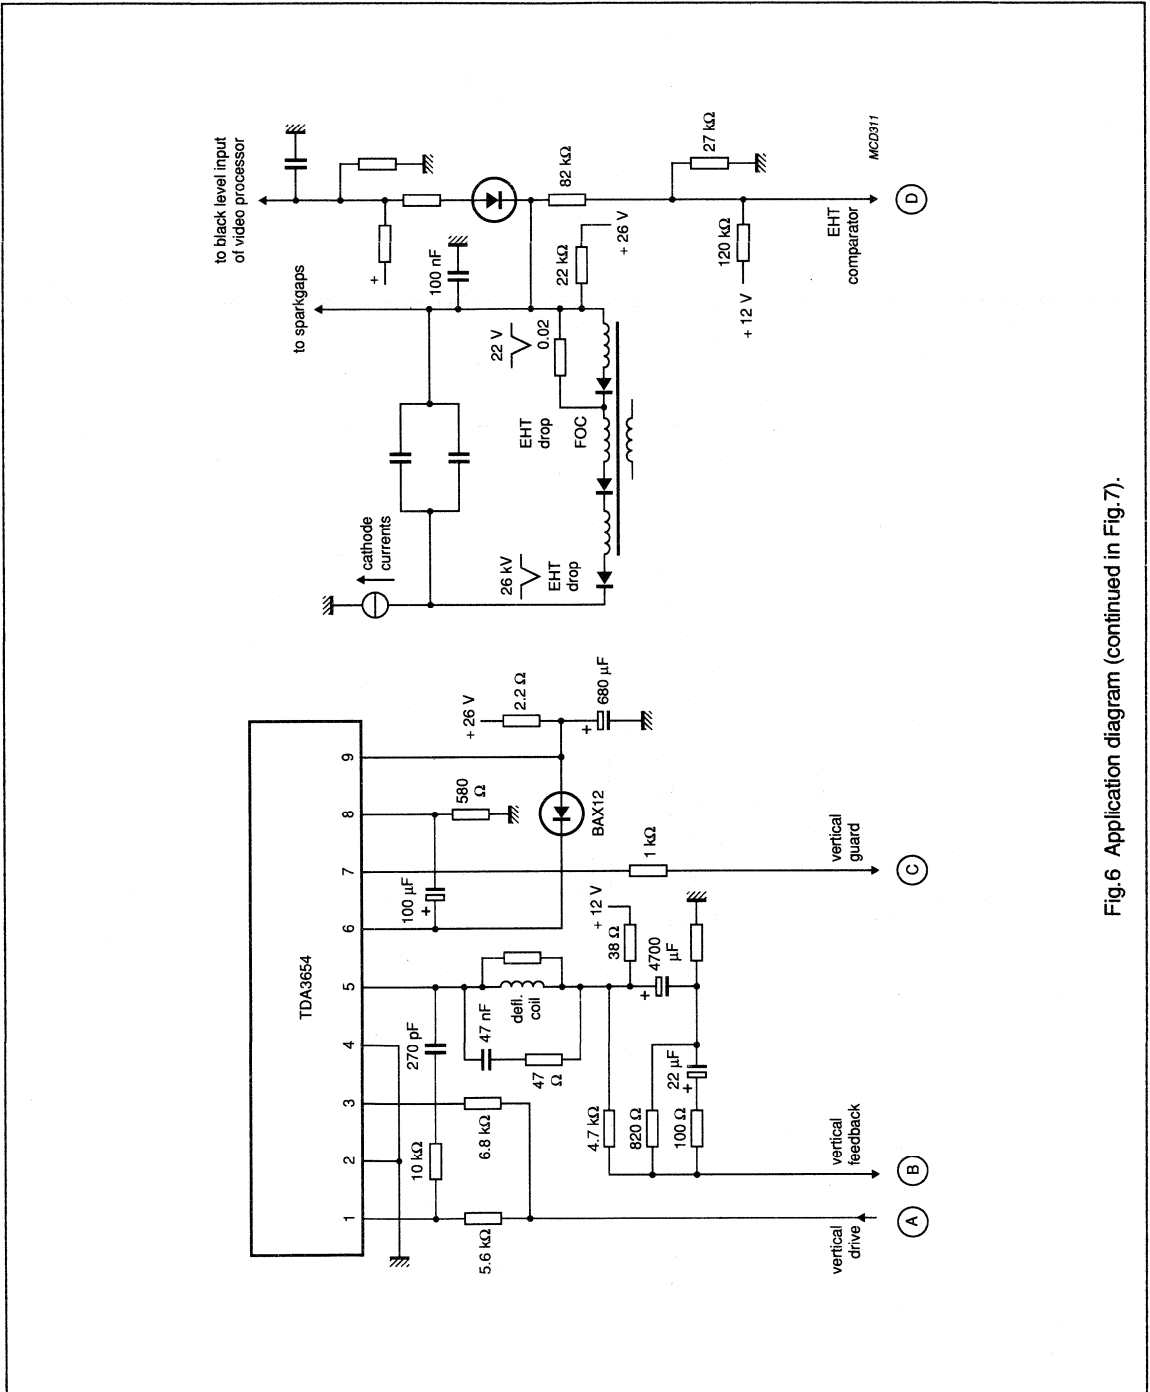 TDA3654
1
2
3
4
5
6
7
8
9
5.6 kΩ
10 kΩ
6.8 kΩ
270 pF
47 nF
47
Ω
defl.
coil
100 µF
+
580
Ω
BAX12
+ 26 V
2.2 Ω
+
680 µF
4.7 kΩ
820 Ω
100 Ω
22 µF
+
+ 12 V
38 Ω
4700
µF
+
1 kΩ
vertical
drive
A
vertical
feedback
B
vertical
guard
C
cathode
currents
26 kV
EHT
drop
to sparkgaps
22 V
EHT
drop
FOC
0.02
100 nF
22 kΩ
+ 26 V
to black level input
of video processor
+
82 kΩ
27 kΩ
120 kΩ
+ 12 V
EHT
comparator
D
MCD311
Fig.6 Application diagram (continued in Fig.7).